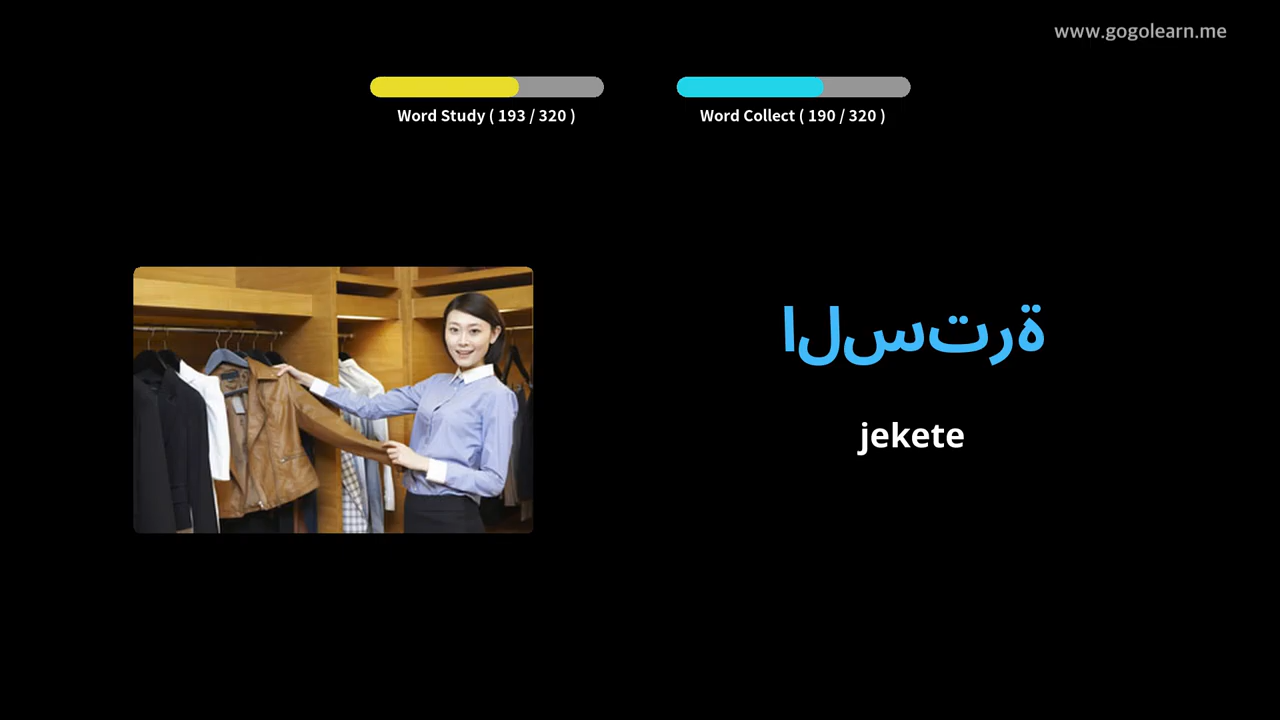 www.gogolearn.me
Word Study ( 193 / 320 )
Word Collect ( 190 / 320 )
السترة
jekete